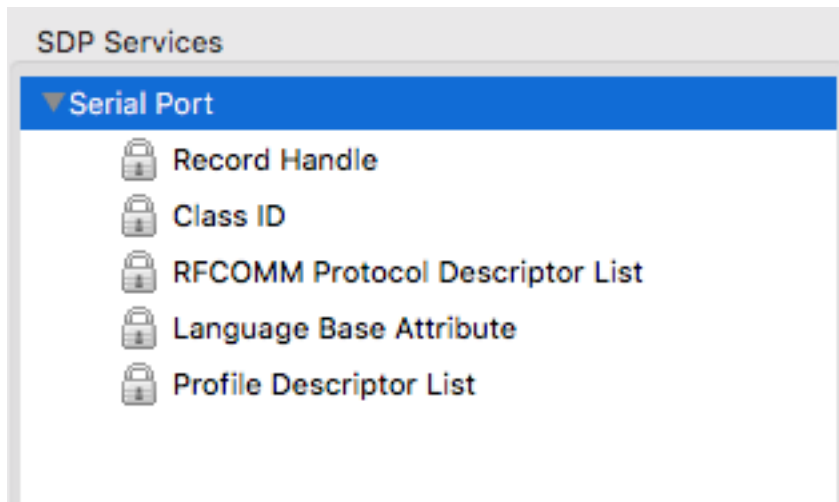 SDP Services
Serial Port
Record Handle
Class ID
RFCOMM Protocol Descriptor List
Language Base Attribute
Profile Descriptor List